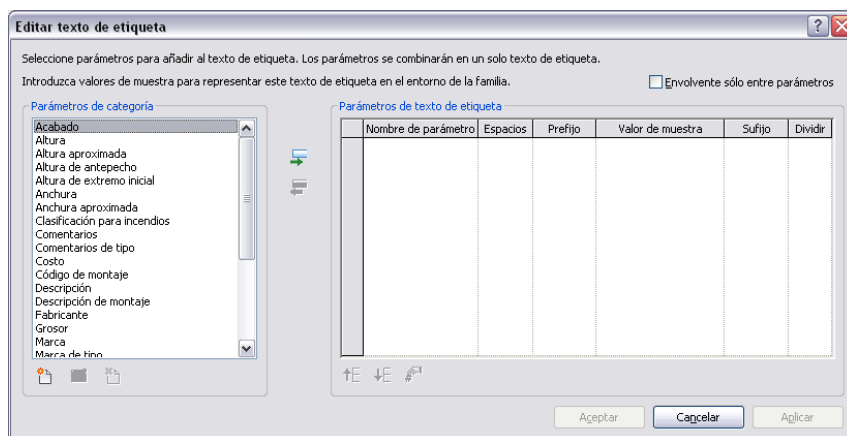 Editar texto de etiqueta
Seleccione parámetros para añadir al texto de etiqueta. Los parámetros se combinarán en un solo texto de etiqueta.
Introduzca valores de muestra para representar este texto de etiqueta en el entorno de la familia.
Envolvente sólo entre parámetros
Parámetros de categoría
Acabado
Altura
Altura aproximada
Altura de antepecho
Altura de extremo inicial
Anchura
Anchura aproximada
Clasificación para incendios
Comentarios
Comentarios de tipo
Costo
Código de montaje
Descripción
Descripción de montaje
Fabricante
Grosor
Marca
Marca de tipo
Parámetros de texto de etiqueta
Nombre de parámetro Espacios Prefijo Valor de muestra Sufijo Dividir
Aceptar Cancelar Aplicar